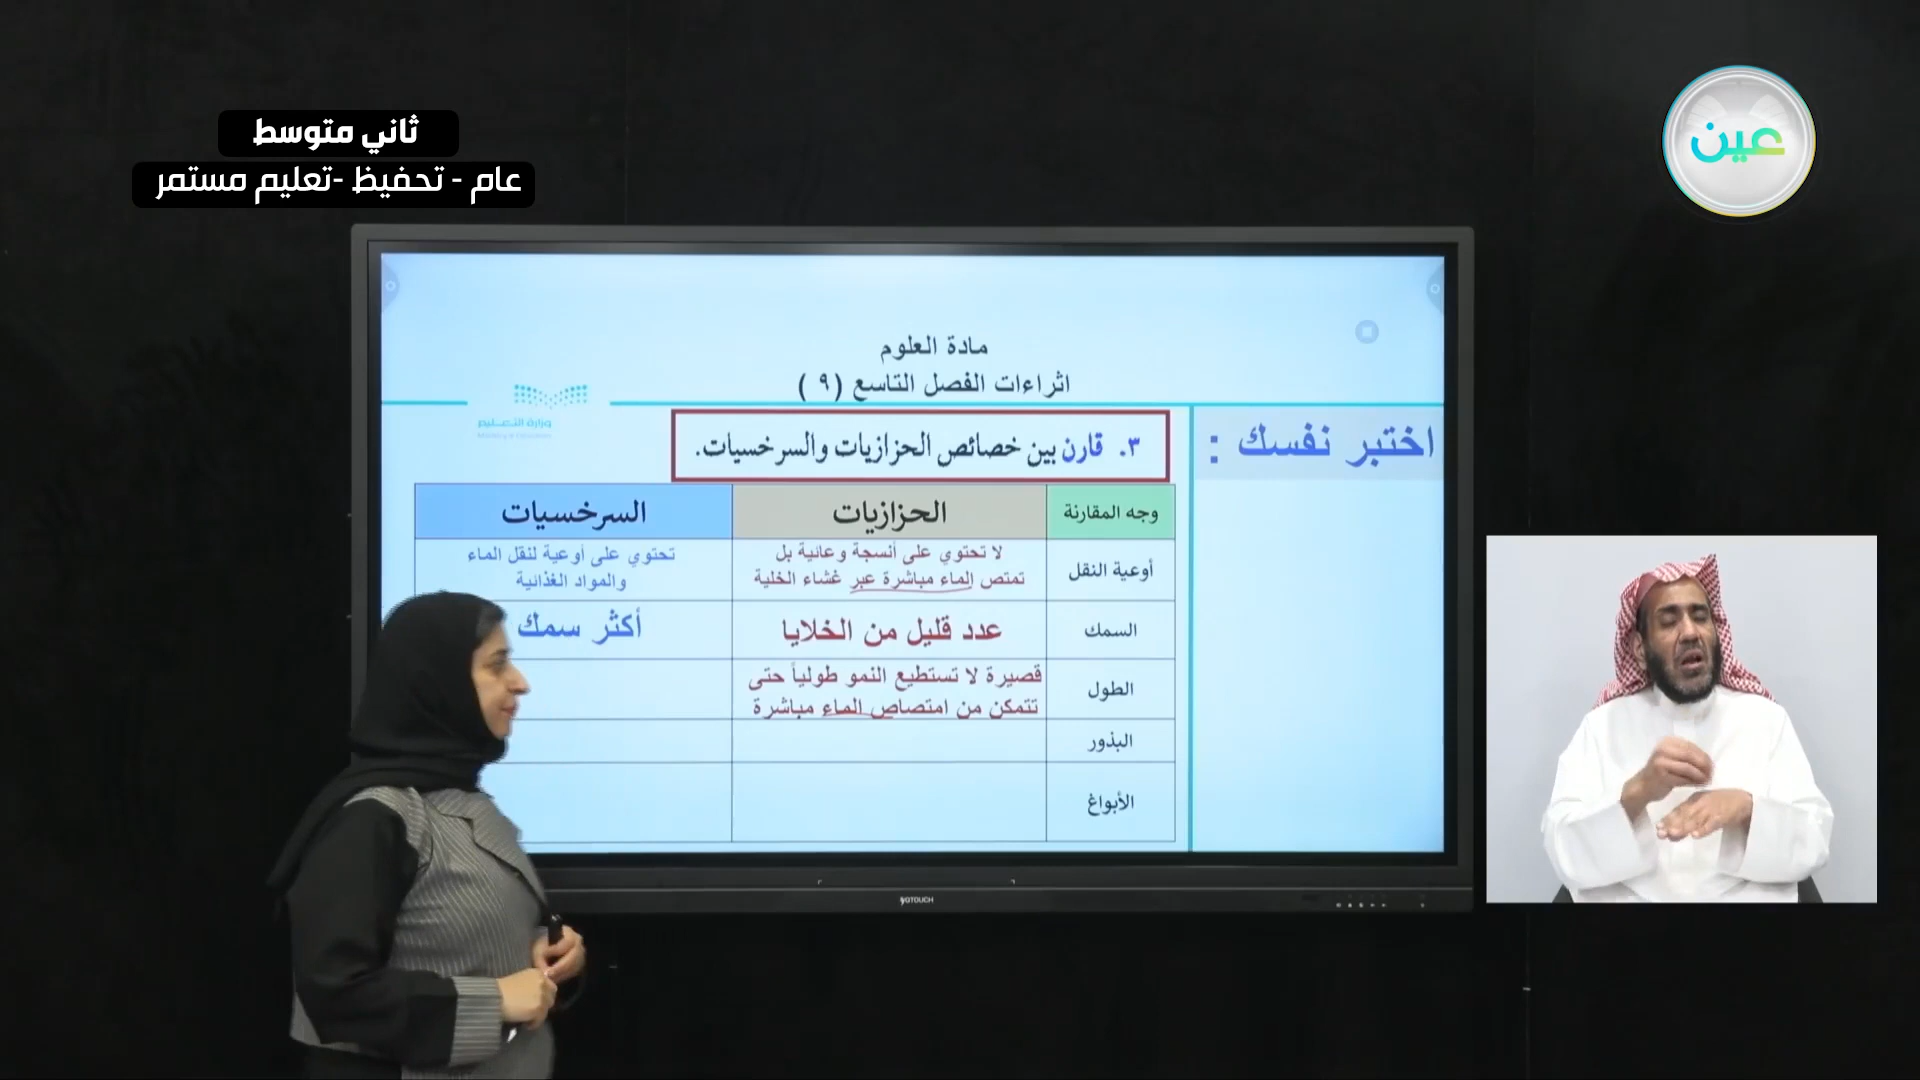 ثاني متوسط
عام - تحفيظ -تعليم مستمر
عين
مادة العلوم
اثراءات الفصل التاسع (٩)
وزارة التعـليم
اختبر نفسك :
٣. قارن بين خصائص الحزازيات والسرخسيات.
وجه المقارنة
الحزازيات
السرخسيات
أوعية النقل
لا تحتوي على أنسجة وعائية بل
تمتص الماء مباشرة عبر غشاء الخلية
تحتوي على أوعية لنقل الماء
والمواد الغذائية
السمك
عدد قليل من الخلايا
أكثر سمك
الطول
قصيرة لا تستطيع النمو طولياً حتى
تتمكن من امتصاص الماء مباشرة
البذور
الأبواغ